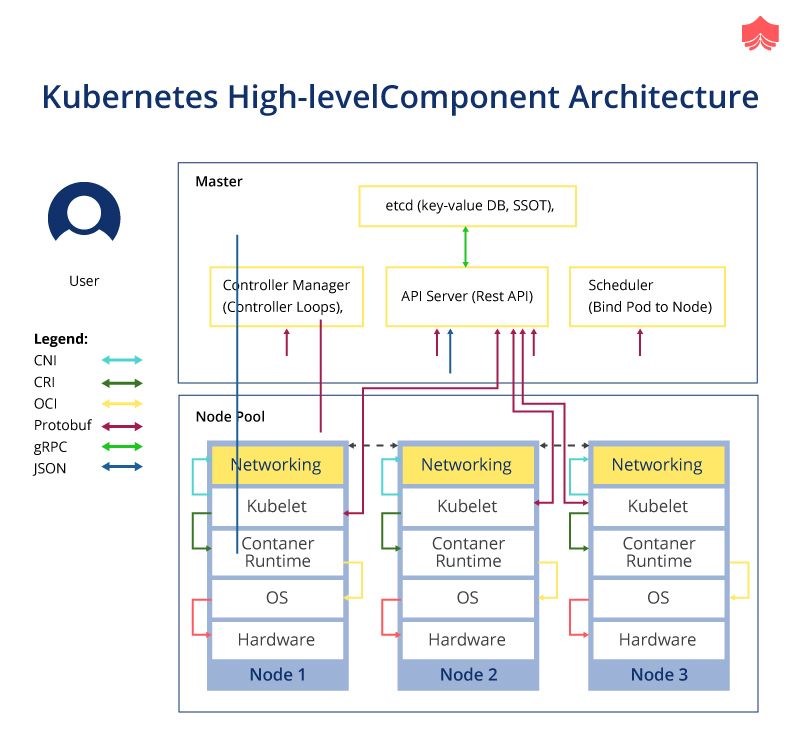 Kubernetes High-levelComponent Architecture
Master
etcd (key-value DB, SSOT),
User
Controller Manager
(Controller Loops),
API Server (Rest API)
Scheduler
(Bind Pod to Node)
Legend:
CNI
CRI
OCI
Protobuf
gRPC
JSON
Node Pool
Networking
Kubelet
Contaner
Runtime
OS
Hardware
Node 1
Networking
Kubelet
Contaner
Runtime
OS
Hardware
Node 2
Networking
Kubelet
Contaner
Runtime
OS
Hardware
Node 3